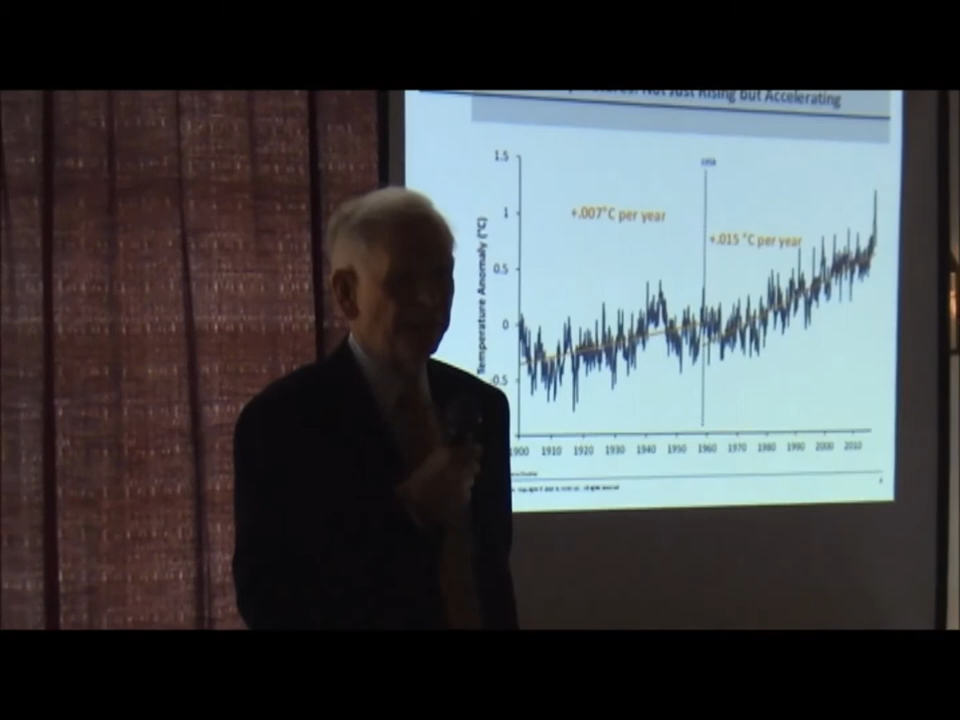 Not Just Rising but Accelerating
1.5
1958
1
+.007°C per year
+.015 °C per year
Temperature Anomaly (°C)
0.5
0
-0.5
1900 1910 1920 1930 1940 1950 1960 1970 1980 1990 2000 2010